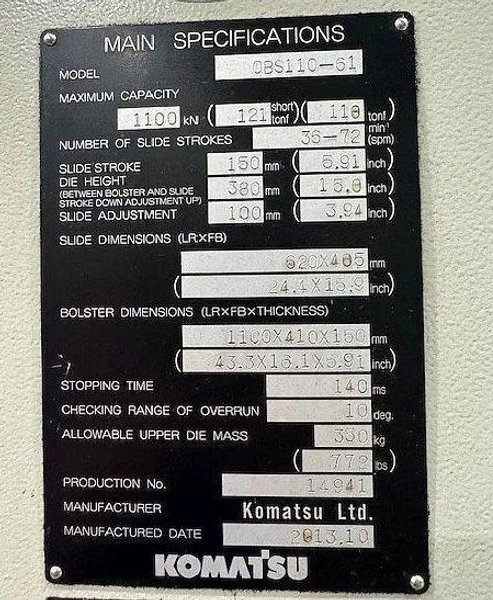 MAIN SPECIFICATIONS
MODEL OBS110-61
MAXIMUM CAPACITY
1100 kN ( 121 short tonf ) ( 110 tonf )
NUMBER OF SLIDE STROKES 36-72 min⁻¹ (spm)
SLIDE STROKE 150 mm ( 5.91 inch)
DIE HEIGHT 380 mm ( 15.0 inch)
(BETWEEN BOLSTER AND SLIDE
STROKE DOWN ADJUSTMENT UP)
SLIDE ADJUSTMENT 100 mm ( 3.94 inch)
SLIDE DIMENSIONS (LR×FB)
620X405 mm
( 24.4X15.9 inch)
BOLSTER DIMENSIONS (LR×FB×THICKNESS)
1100X410X150 mm
( 43.3X16.1X5.91 inch)
STOPPING TIME 140 ms
CHECKING RANGE OF OVERRUN 10 deg.
ALLOWABLE UPPER DIE MASS 350 kg
( 772 lbs)
PRODUCTION No. 14941
MANUFACTURER Komatsu Ltd.
MANUFACTURED DATE 2013.10
KOMATSU